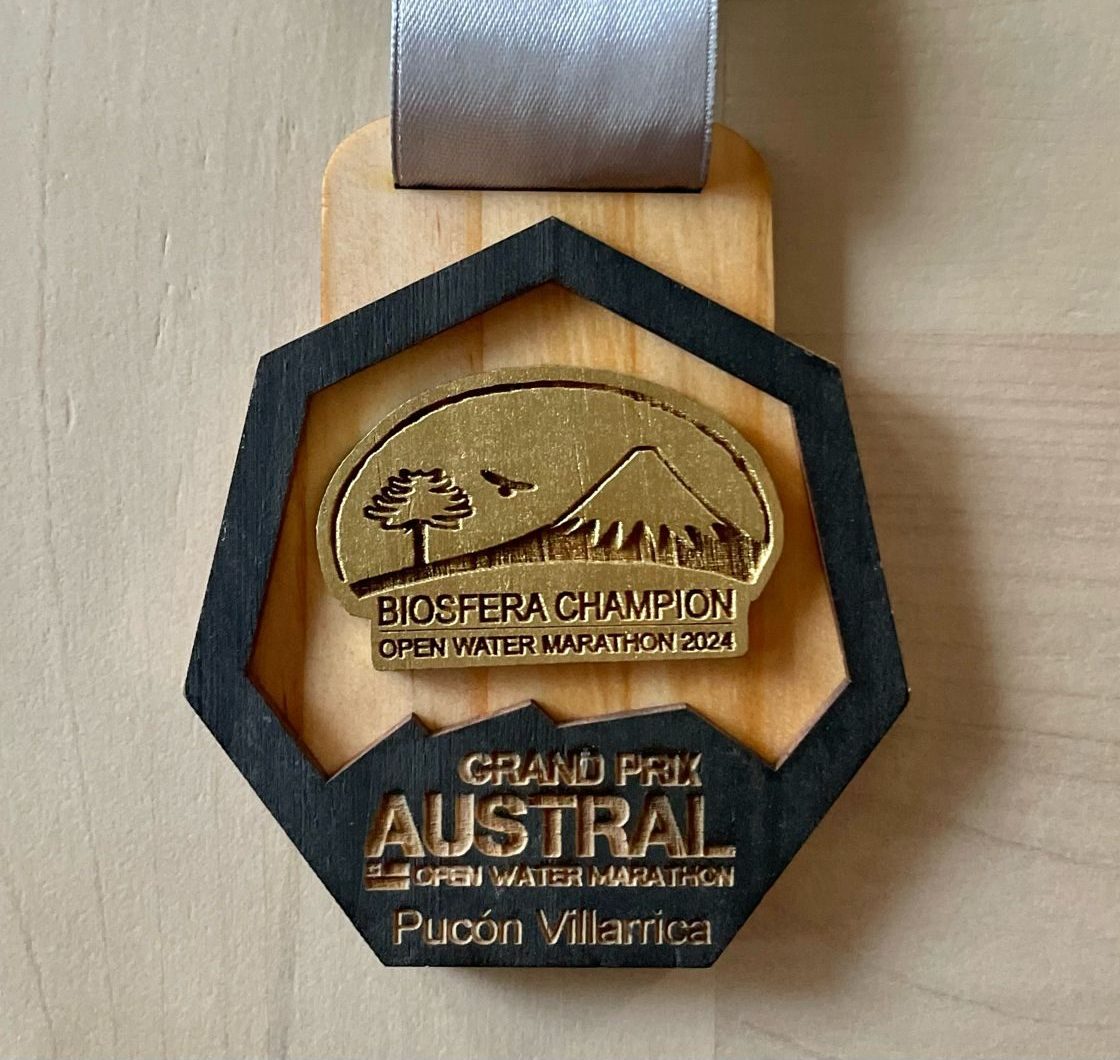 BIOSFERA CHAMPION
OPEN WATER MARATHON 2024
GRAND PRIX
AUSTRAL
OPEN WATER MARATHON
Pucón Villarrica